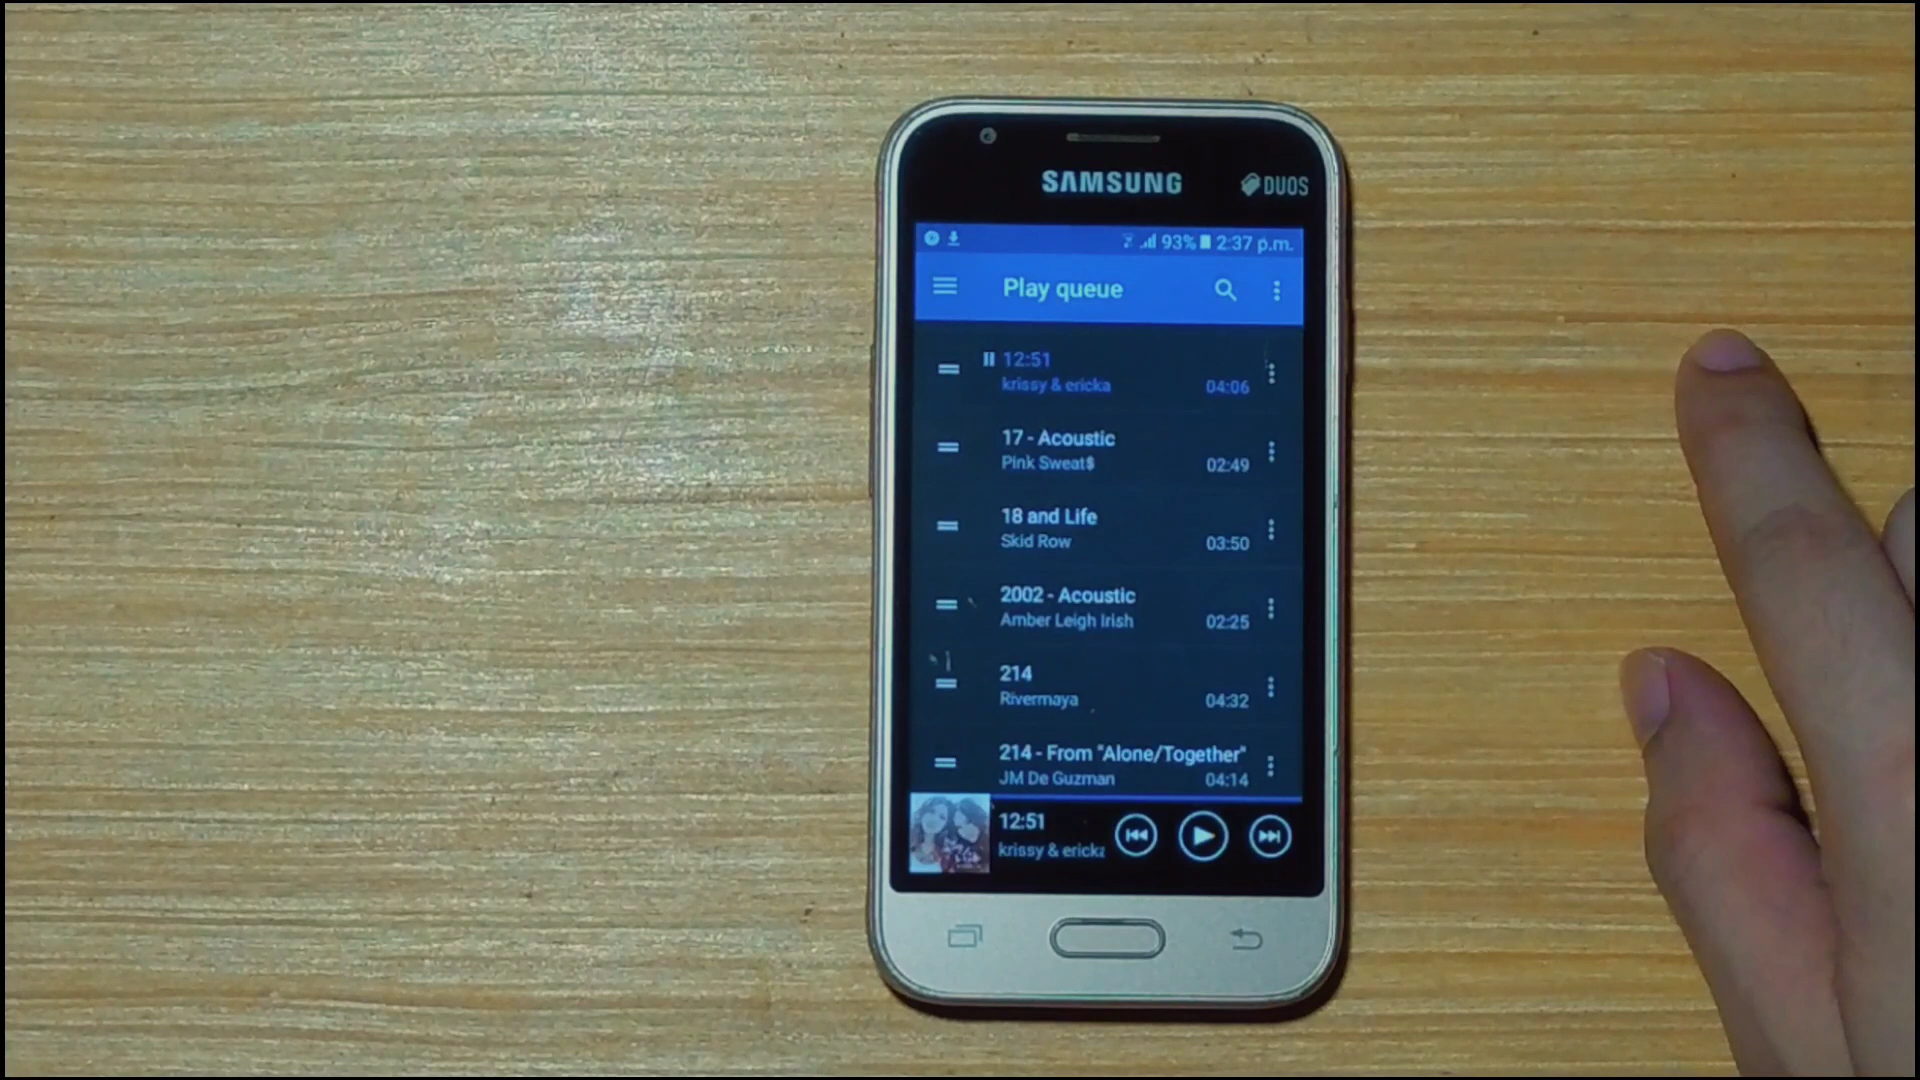 SAMSUNG
DUOS
93% 2:37 p.m.
Play queue
12:51
krissy & ericka 04:06
17 - Acoustic
Pink Sweat$ 02:49
18 and Life
Skid Row 03:50
2002 - Acoustic
Amber Leigh Irish 02:25
214
Rivermaya 04:32
214 - From "Alone/Together"
JM De Guzman 04:14
12:51
krissy & ericka